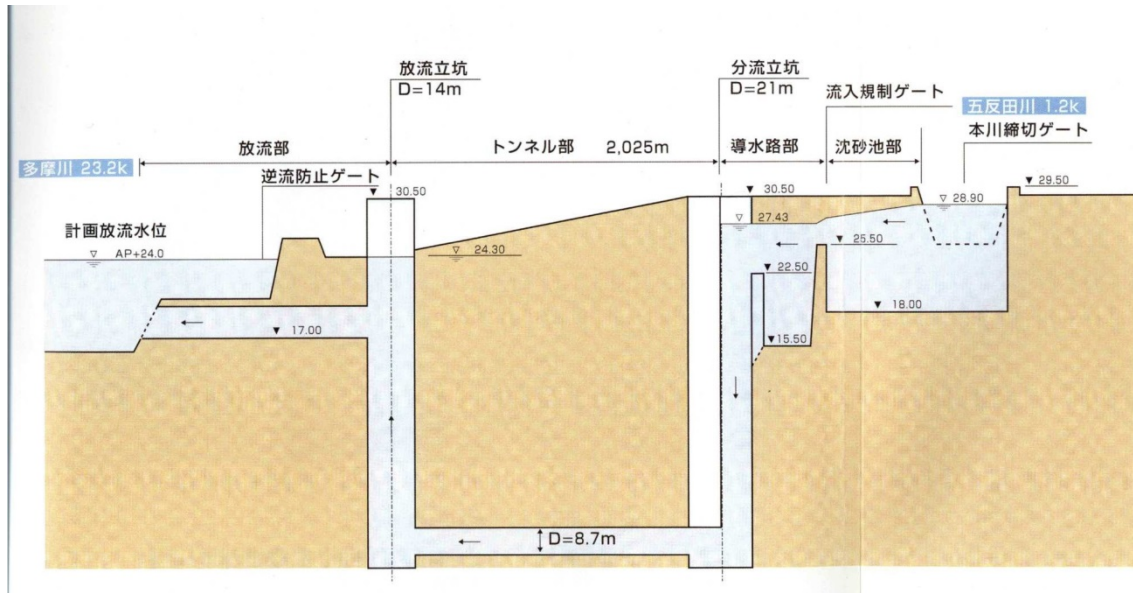 放流立坑
D=14m
分流立坑
D=21m
流入規制ゲート
五反田川 1.2k
本川締切ゲート
多摩川 23.2k
放流部
トンネル部 2,025m
導水路部
沈砂池部
逆流防止ゲート
30.50
30.50
28.90
29.50
計画放流水位
AP+24.0
24.30
27.43
25.50
22.50
18.00
17.00
15.50
D=8.7m